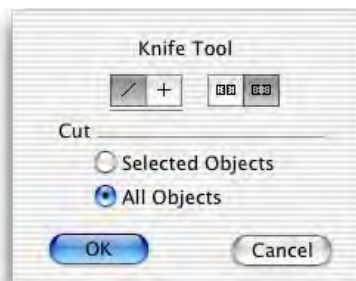 Knife Tool
Cut
Selected Objects
All Objects
OK
Cancel